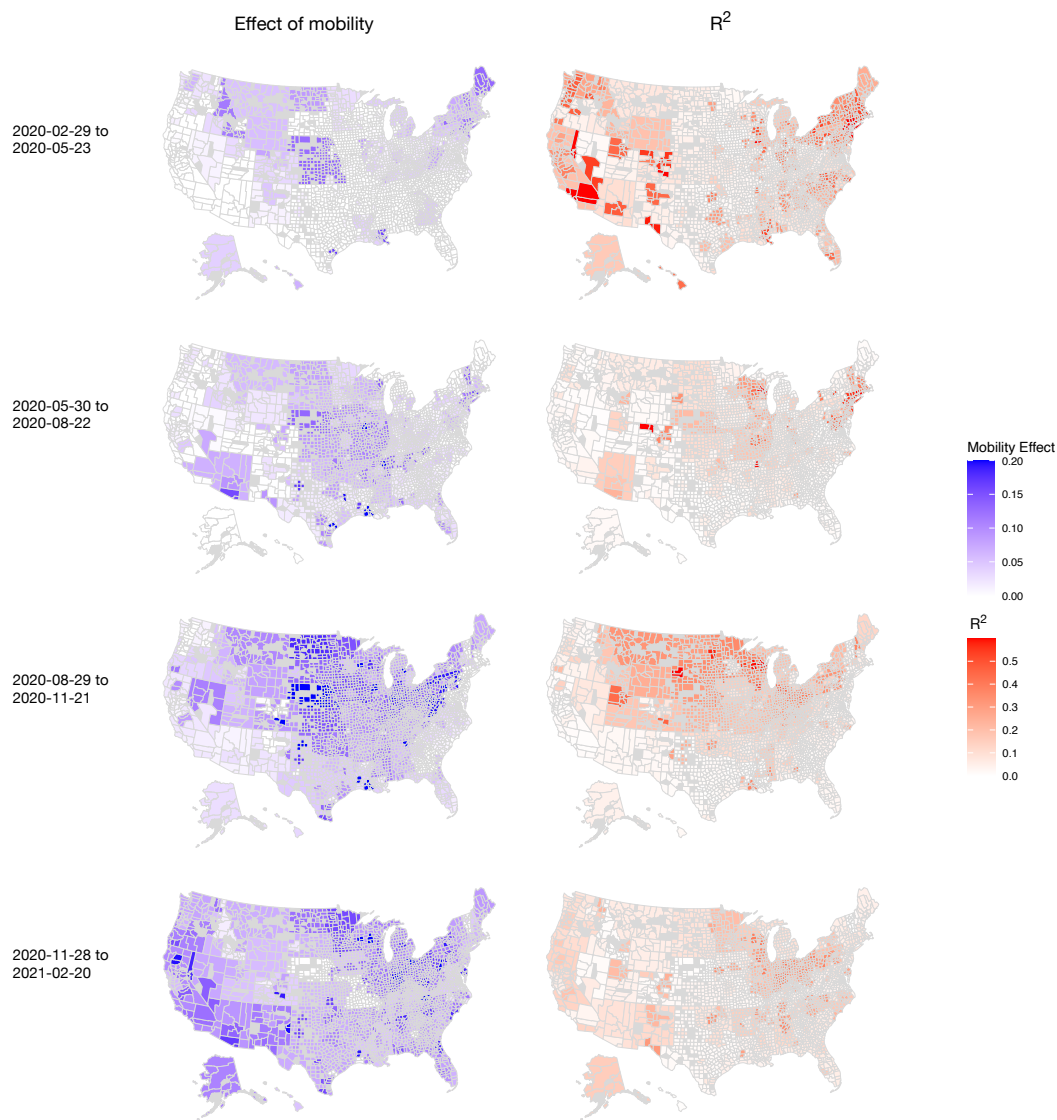 Effect of mobility
R²
2020-02-29 to
2020-05-23
2020-05-30 to
2020-08-22
Mobility Effect
0.20
0.15
0.10
0.05
0.00
R²
0.5
0.4
0.3
0.2
0.1
0.0
2020-08-29 to
2020-11-21
2020-11-28 to
2021-02-20